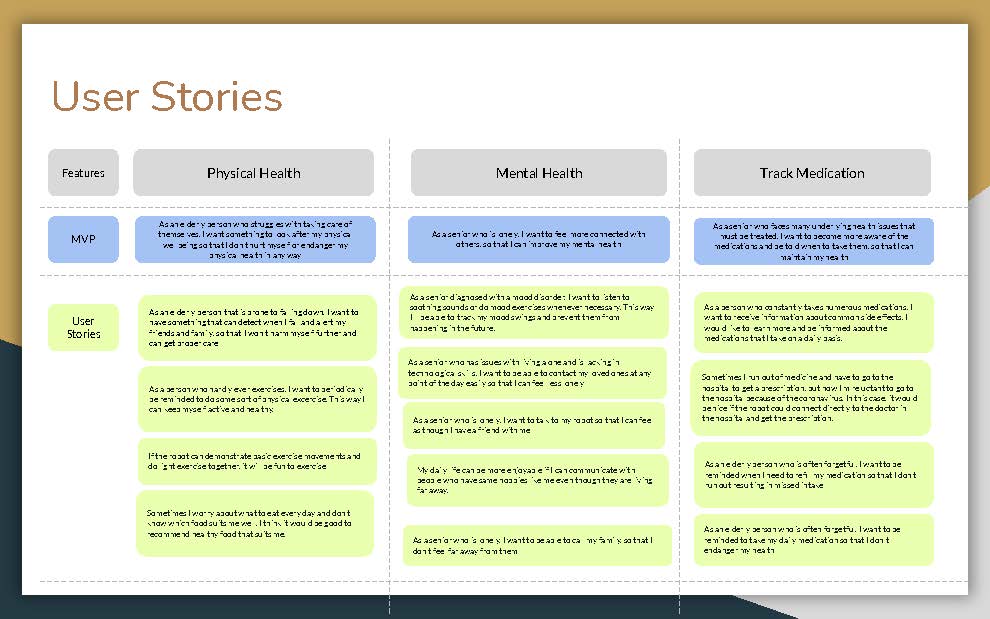 User Stories
Features
Physical Health
Mental Health
Track Medication
MVP
As an elderly person who struggles with taking care of
themselves, I want something to look after my physical
well being so that I don't hurt myself or endanger my
physical health in any way
As a senior who is lonely, I want to feel more connected with
others, so that I can improve my mental health
As a senior who faces many underlying health issues that
must be treated, I want to become more aware of the
medications and be told when to take them, so that I can
maintain my health
User
Stories
As an elderly person that is prone to falling down, I want to
have something that can detect when I fall and alert my
friends and family, so that I want harm myself further and
can get proper care
As a person who hardly ever exercises, I want to periodically
be reminded to do some sort of physical excercise. This way I
can keep myself active and healthy.
If the robot can demonstrate basic exercise movements and
do light exercise together, it will be fun to exercise
Sometimes I worry about what to eat every day and don't
know which food suits me well. I think it would be good to
recommend healthy food that suits me.
As a senior diagnosed with a mood disorder, I want to listen to
soothing sounds or do mood exercises whenever necessary. This way
I'll be able to track my mood swings and prevent them from
happening in the future.
As a senior who has issues with living alone and is lacking in
technological skills, I want to be able to contact my loved ones at any
point of the day easily so that I can feel less lonely
As a senior who is lonely, I want to talk to my robot so that I can feel
as though I have a friend with me
My daily life can be more enjoyable if I can communicate with
people who have same hobbies like me even though they are living
far away.
As a senior who is lonely, I want to be able to call my family, so that I
don't feel far away from them
As a person who constantly takes numerous medications, I
want to receive information about common side effects. I
would like to learn more and be informed about the
medications that I take on a daily basis.
Sometimes I run out of medicine and have to go to the
hospital to get a prescription, but now I'm reluctant to go to
the hospital because of the coronavirus. In this case, it would
be nice if the robot could connect directly to the doctor in
the hospital and get the prescription.
As an elderly person who is often forgetful, I want to be
reminded when I need to refill my medication so that I don't
run out resulting in missed intake
As an elderly person who is often forgetful, I want to be
reminded to take my daily medication so that I don't
endanger my health